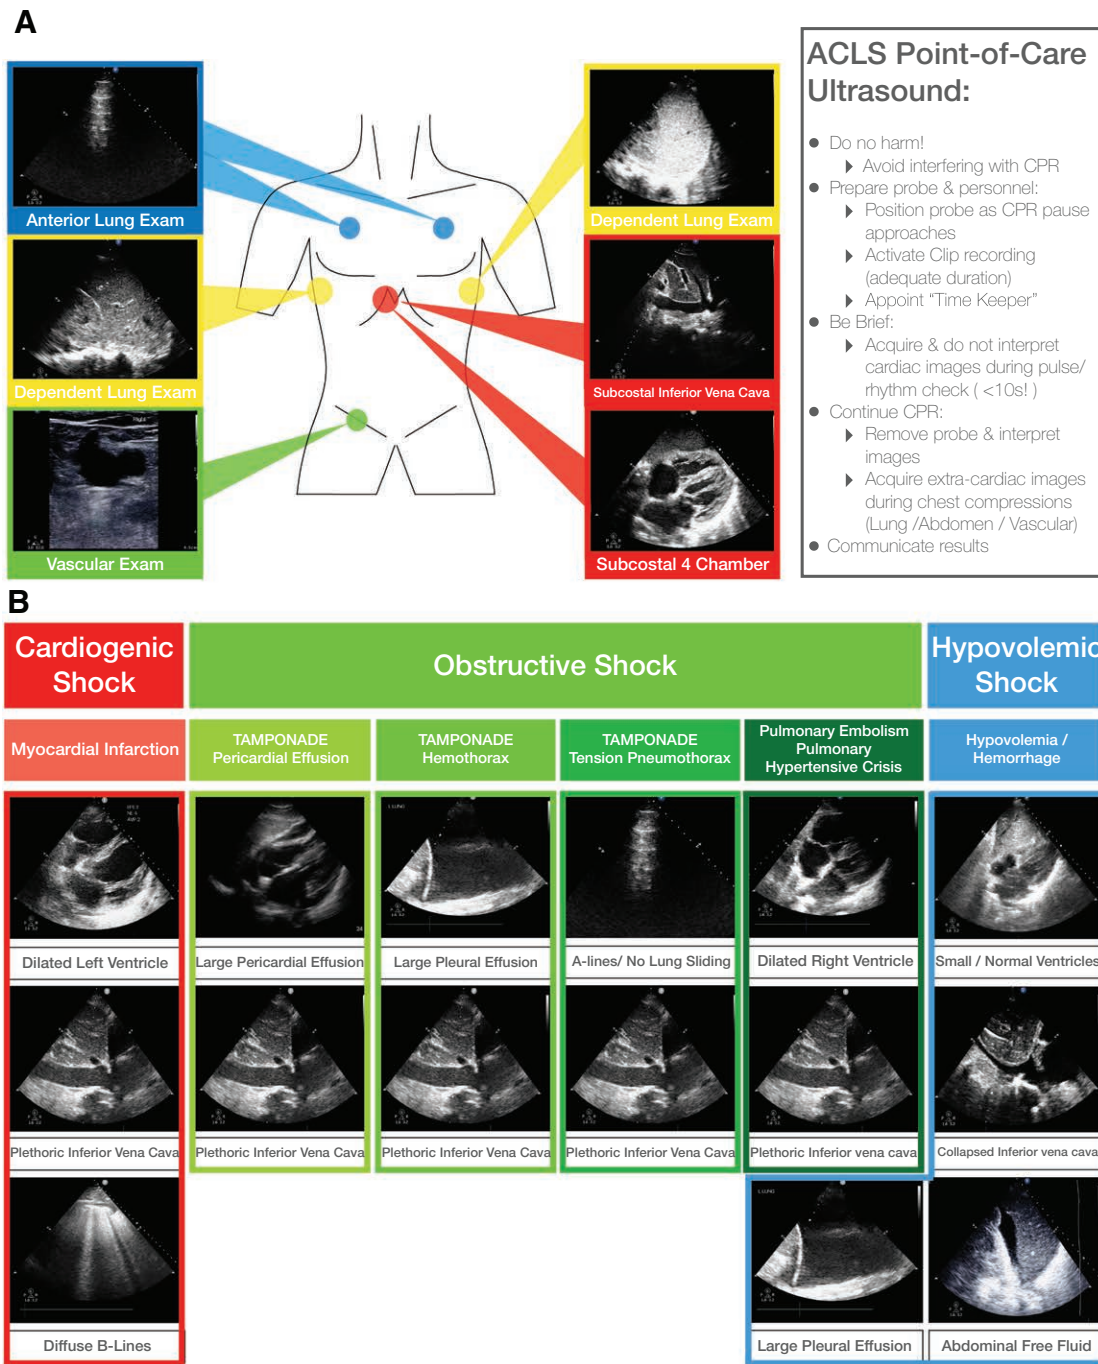 A
Anterior Lung Exam
Dependent Lung Exam
Vascular Exam
Dependent Lung Exam
Subcostal Inferior Vena Cava
Subcostal 4 Chamber
ACLS Point-of-Care
Ultrasound:
● Do no harm!
▸ Avoid interfering with CPR
● Prepare probe & personnel:
▸ Position probe as CPR pause
approaches
▸ Activate Clip recording
(adequate duration)
▸ Appoint “Time Keeper”
● Be Brief:
▸ Acquire & do not interpret
cardiac images during pulse/
rhythm check ( <10s! )
● Continue CPR:
▸ Remove probe & interpret
images
▸ Acquire extra-cardiac images
during chest compressions
(Lung /Abdomen / Vascular)
● Communicate results
B
Cardiogenic
Shock
Obstructive Shock
Hypovolemic
Shock
Myocardial Infarction
TAMPONADE
Pericardial Effusion
TAMPONADE
Hemothorax
TAMPONADE
Tension Pneumothorax
Pulmonary Embolism
Pulmonary
Hypertensive Crisis
Hypovolemia /
Hemorrhage
Dilated Left Ventricle
Large Pericardial Effusion
Large Pleural Effusion
A-lines/ No Lung Sliding
Dilated Right Ventricle
Small / Normal Ventricles
Plethoric Inferior Vena Cava
Plethoric Inferior Vena Cava
Plethoric Inferior Vena Cava
Plethoric Inferior Vena Cava
Plethoric Inferior vena cava
Collapsed Inferior vena cava
Diffuse B-Lines
Large Pleural Effusion
Abdominal Free Fluid